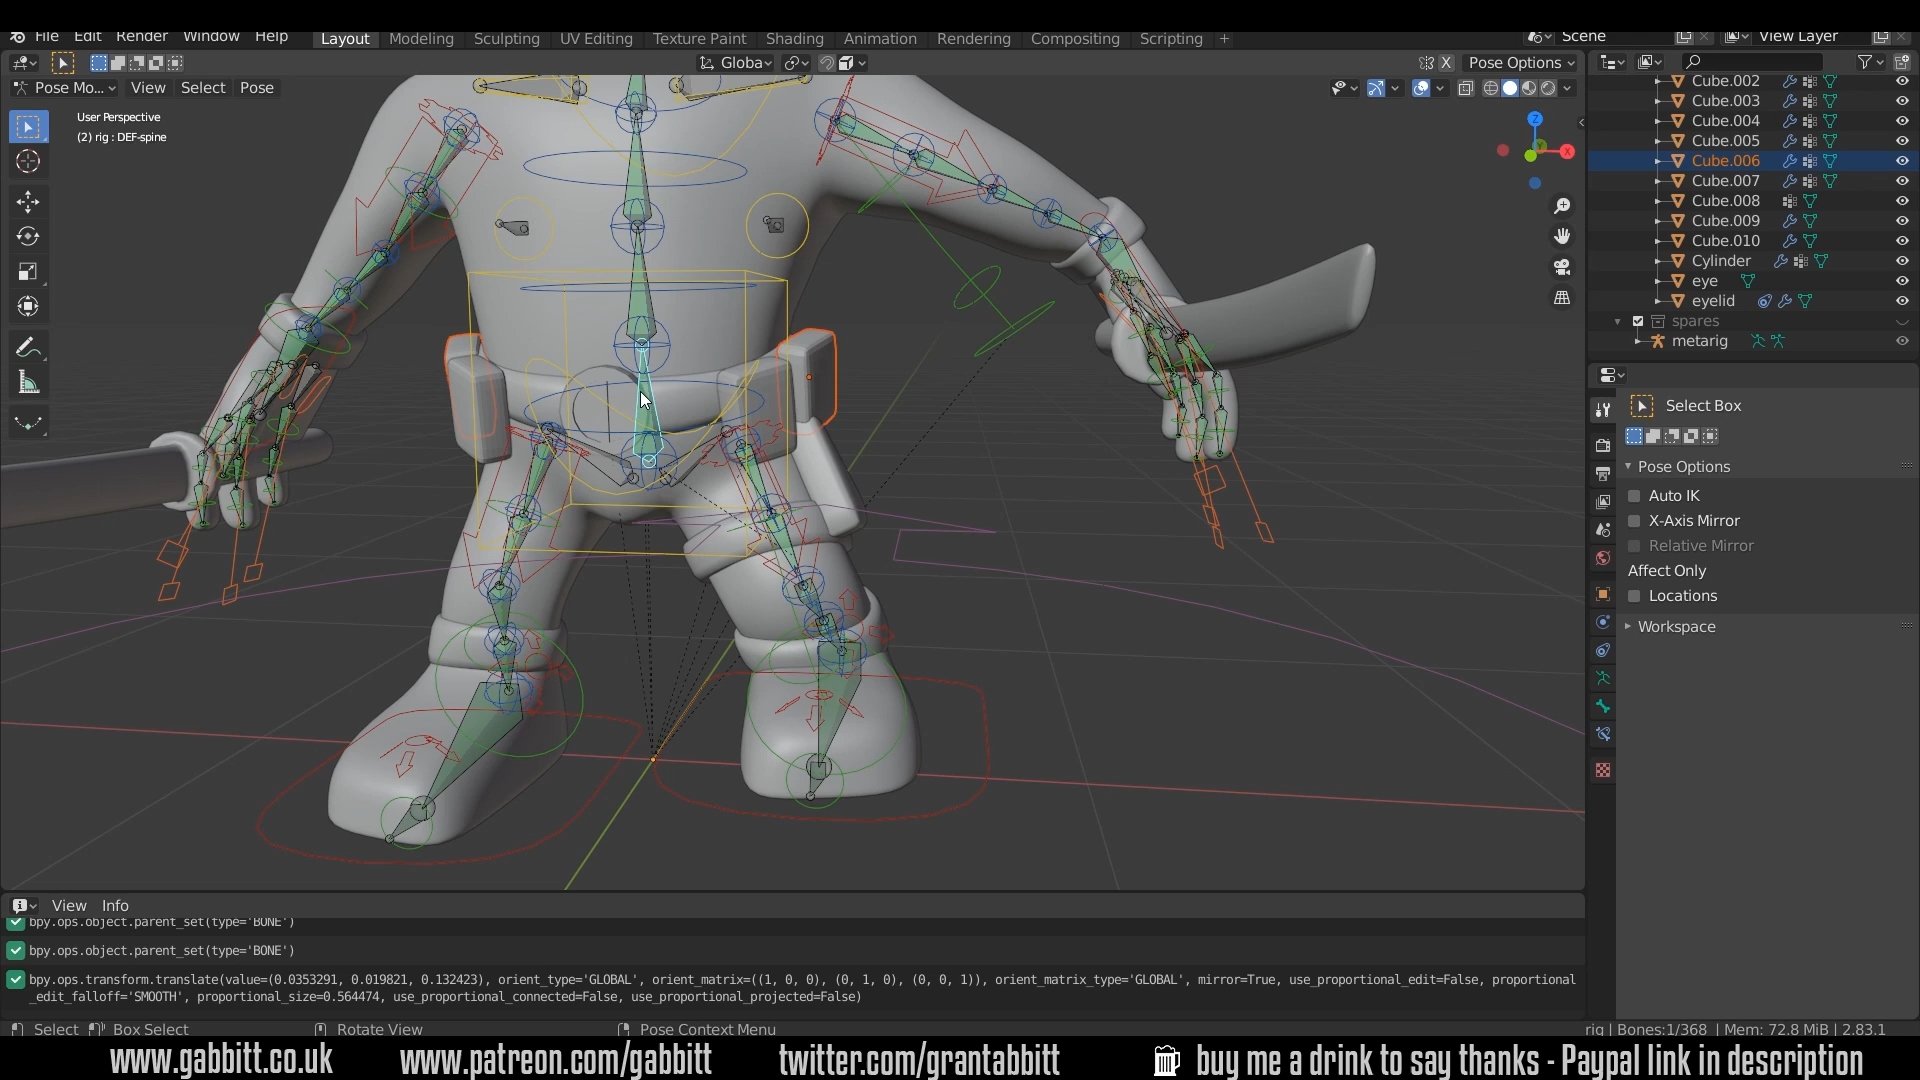 File Edit Render Window Help Layout Modeling Sculpting UV Editing Texture Paint Shading Animation Rendering Compositing Scripting + Scene View Layer
Globa X Pose Options
Pose Mo... View Select Pose
User Perspective
(2) rig : DEF-spine
Z
X
Cube.002
Cube.003
Cube.004
Cube.005
Cube.006
Cube.007
Cube.008
Cube.009
Cube.010
Cylinder
eye
eyelid
spares
metarig
Select Box
Pose Options
Auto IK
X-Axis Mirror
Relative Mirror
Affect Only
Locations
Workspace
View Info
bpy.ops.object.parent_set(type='BONE')
bpy.ops.object.parent_set(type='BONE')
bpy.ops.transform.translate(value=(0.0353291, 0.019821, 0.132423), orient_type='GLOBAL', orient_matrix=((1, 0, 0), (0, 1, 0), (0, 0, 1)), orient_matrix_type='GLOBAL', mirror=True, use_proportional_edit=False, proportional
_edit_falloff='SMOOTH', proportional_size=0.564474, use_proportional_connected=False, use_proportional_projected=False)
Select Box Select Rotate View Pose Context Menu rig | Bones:1/368 | Mem: 72.8 MiB | 2.83.1
www.gabbitt.co.uk www.patreon.com/gabbitt twitter.com/grantabbitt buy me a drink to say thanks - Paypal link in description